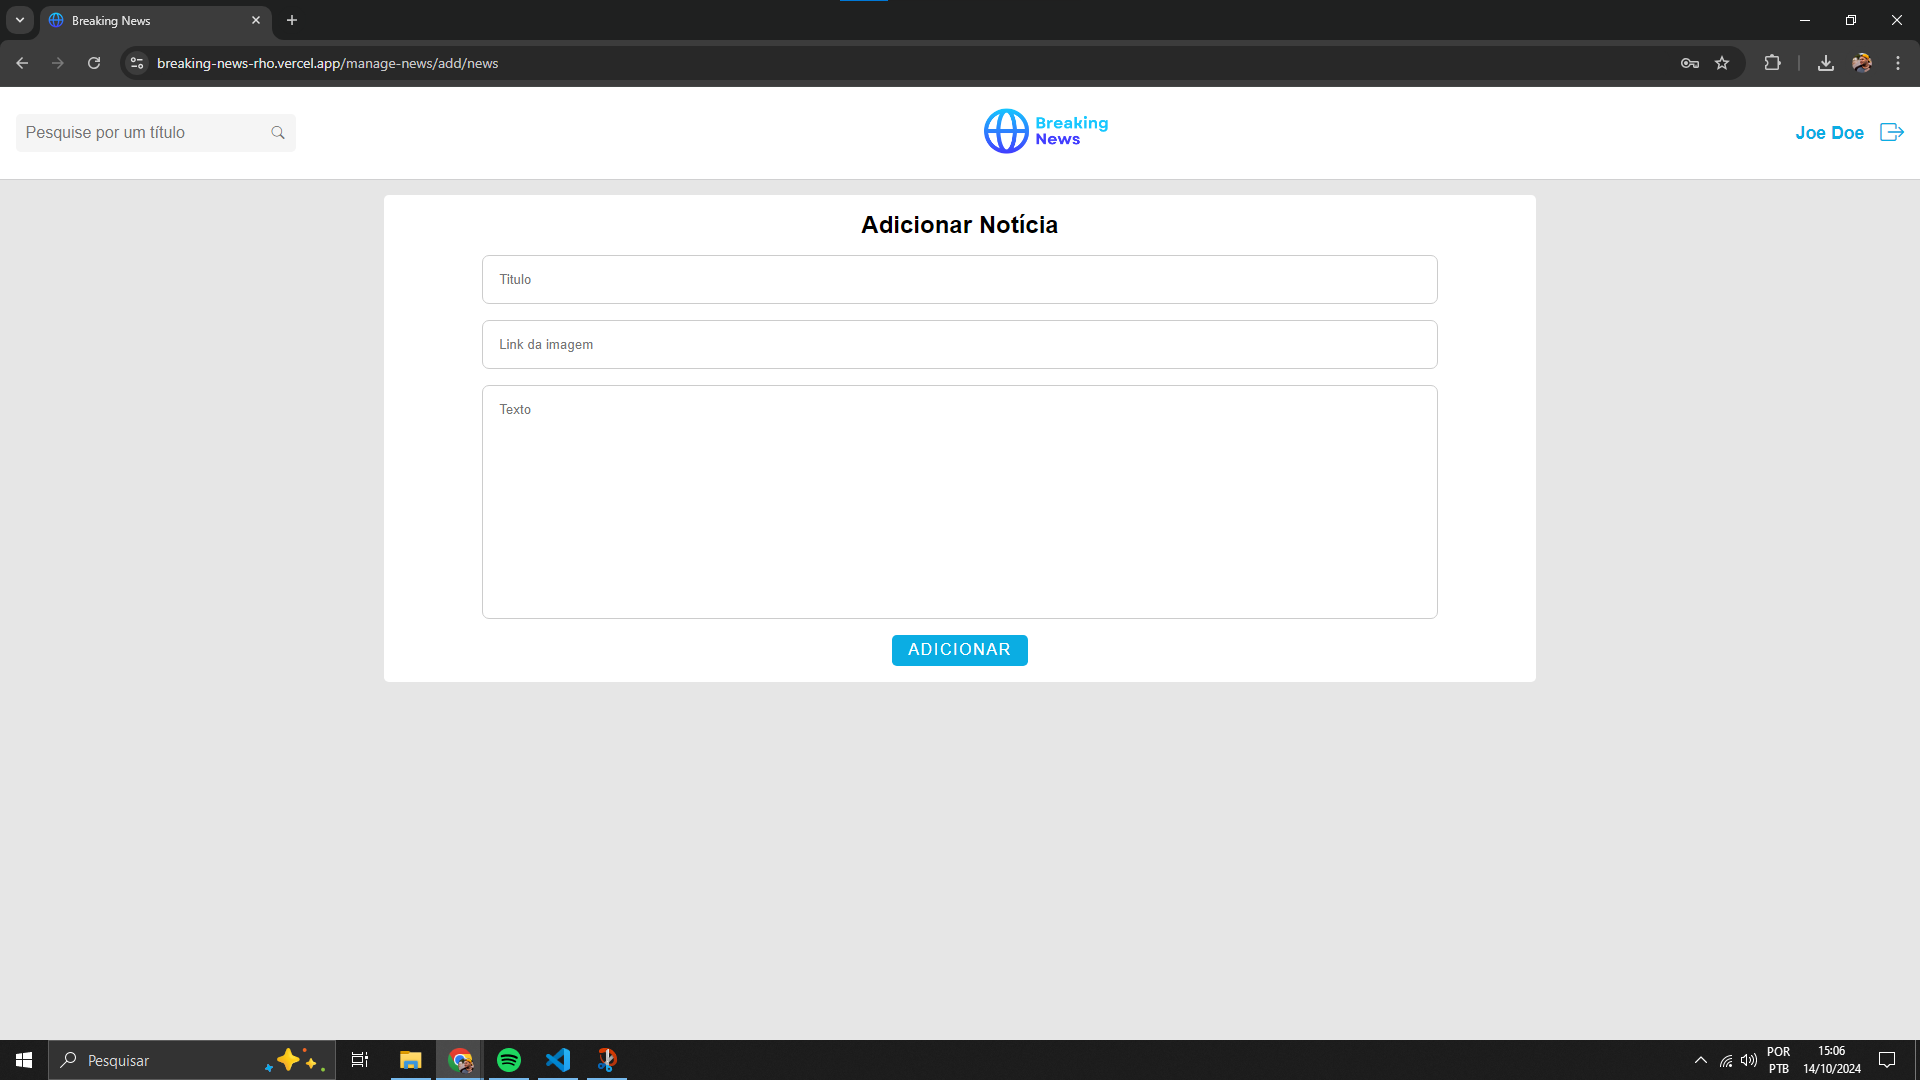 Breaking News
breaking-news-rho.vercel.app/manage-news/add/news
Pesquise por um título
Breaking
News
Joe Doe
Adicionar Notícia
Titulo
Link da imagem
Texto
ADICIONAR
Pesquisar
POR
PTB
15:06
14/10/2024